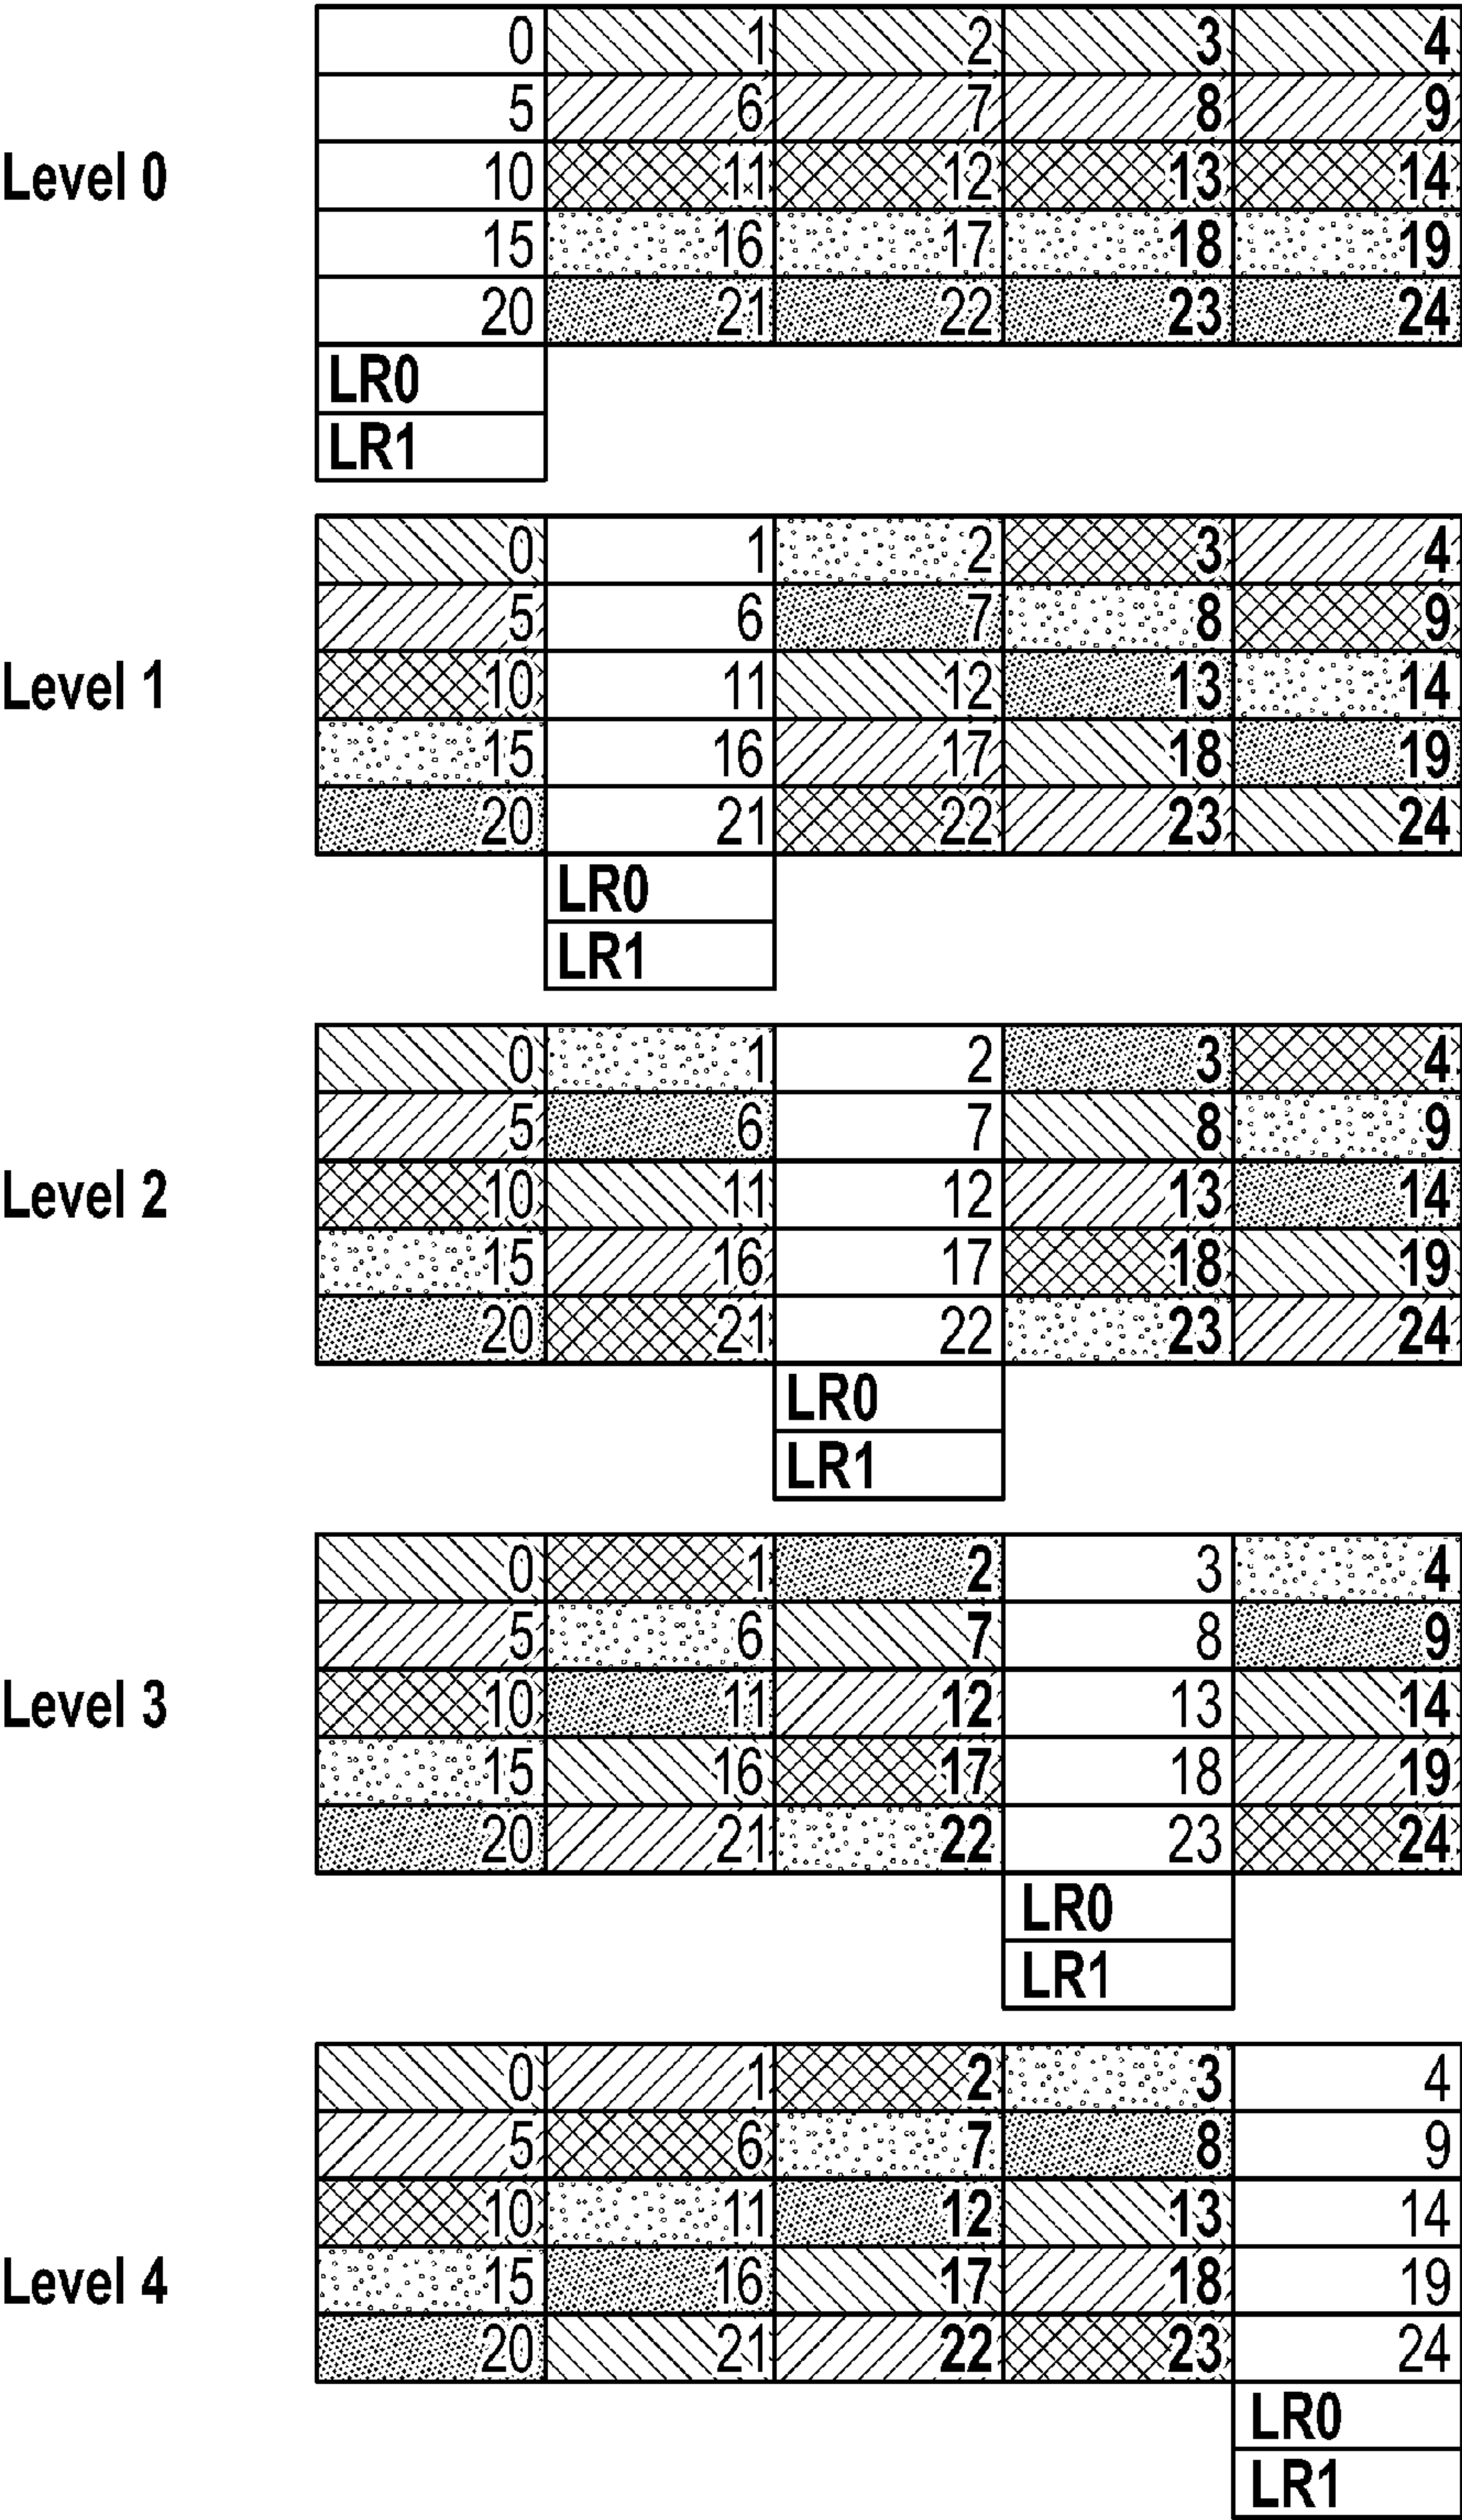 0 1 2 3 4
5 6 7 8 9
Level 0 10 11 12 13 14
15 16 17 18 19
20 21 22 23 24
LR0
LR1
0 1 2 3 4
5 6 7 8 9
Level 1 10 11 12 13 14
15 16 17 18 19
20 21 22 23 24
LR0
LR1
0 1 2 3 4
5 6 7 8 9
Level 2 10 11 12 13 14
15 16 17 18 19
20 21 22 23 24
LR0
LR1
0 1 2 3 4
5 6 7 8 9
Level 3 10 11 12 13 14
15 16 17 18 19
20 21 22 23 24
LR0
LR1
0 1 2 3 4
5 6 7 8 9
10 11 12 13 14
Level 4 15 16 17 18 19
20 21 22 23 24
LR0
LR1